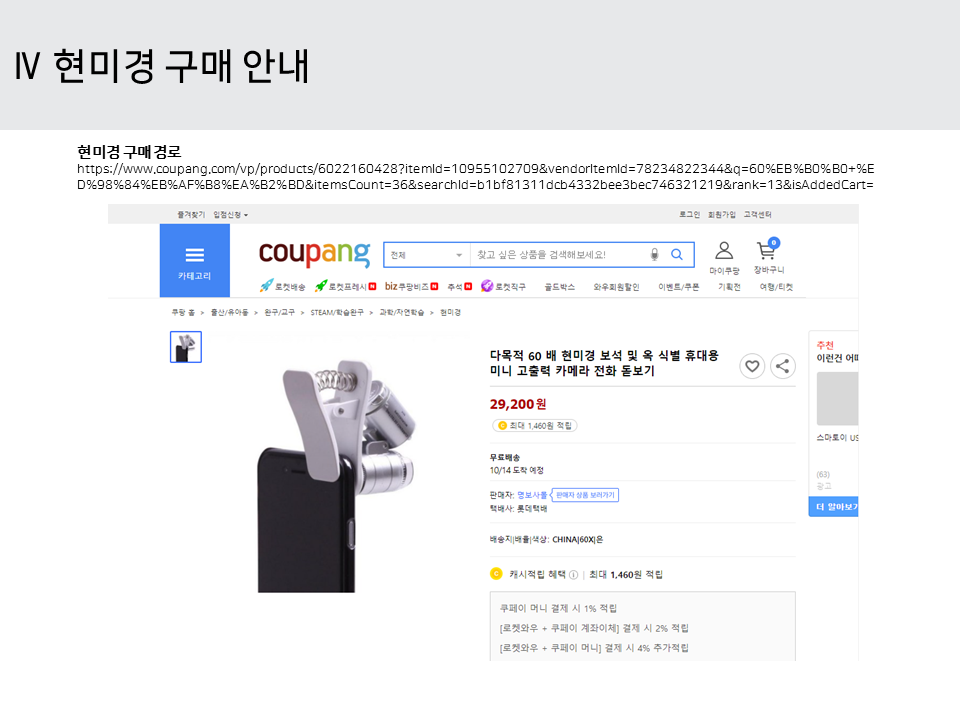 Ⅳ 현미경 구매 안내
현미경 구매 경로
https://www.coupang.com/vp/products/6022160428?itemId=10955102709&vendorItemId=78234822344&q=60%EB%B0%B0+%E
D%98%84%EB%AF%B8%EA%B2%BD&itemsCount=36&searchId=b1bf81311dcb4332bee3bec746321219&rank=13&isAddedCart=
즐겨찾기 입점신청
로그인 회원가입 고객센터
카테고리
coupang
전체
찾고 싶은 상품을 검색해보세요!
마이쿠팡
0
장바구니
로켓배송 로켓프레시 N biz 쿠팡비즈 N 추석 N 로켓직구 골드박스 와우회원할인 이벤트/쿠폰 기획전 여행/티켓
쿠팡 홈 > 출산/유아동 > 완구/교구 > STEAM/학습완구 > 과학/자연학습 > 현미경
다목적 60 배 현미경 보석 및 옥 식별 휴대용
미니 고출력 카메라 전화 돋보기
29,200원
최대 1,460원 적립
무료배송
10/14 도착 예정
판매자: 명보사를 판매자 상품 보러가기
택배사: 롯데택배
배송지|배율|색상: CHINA|60X|은
캐시적립 혜택 | 최대 1,460원 적립
쿠페이 머니 결제 시 1% 적립
[로켓와우 + 쿠페이 계좌이체] 결제 시 2% 적립
[로켓와우 + 쿠페이 머니] 결제 시 4% 추가적립
추천
이런건 어떠
스마토이 US
(63)
광고
더 알아보기